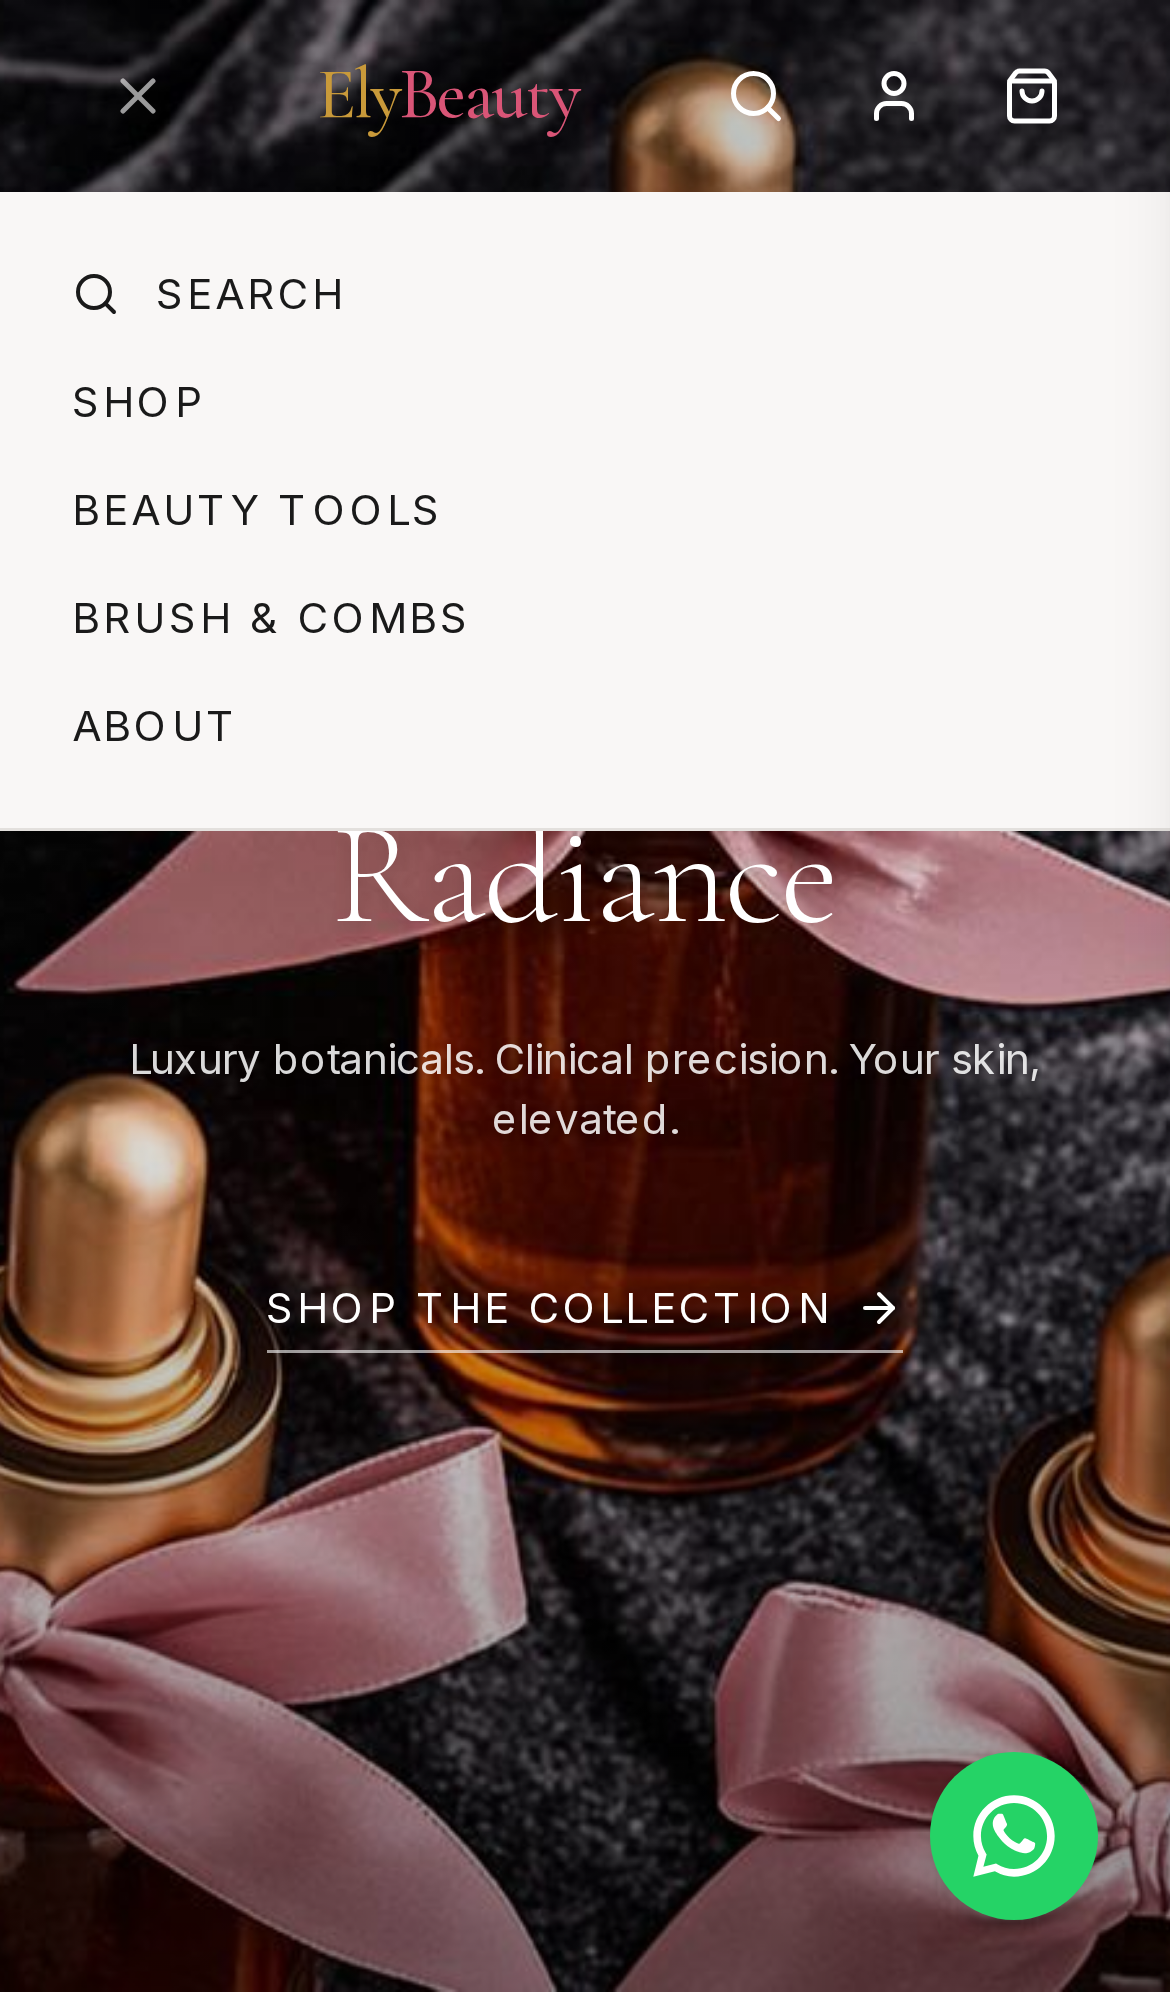 ElyBeauty
SEARCH
SHOP
BEAUTY TOOLS
BRUSH & COMBS
ABOUT
Radiance
Luxury botanicals. Clinical precision. Your skin,
elevated.
SHOP THE COLLECTION →